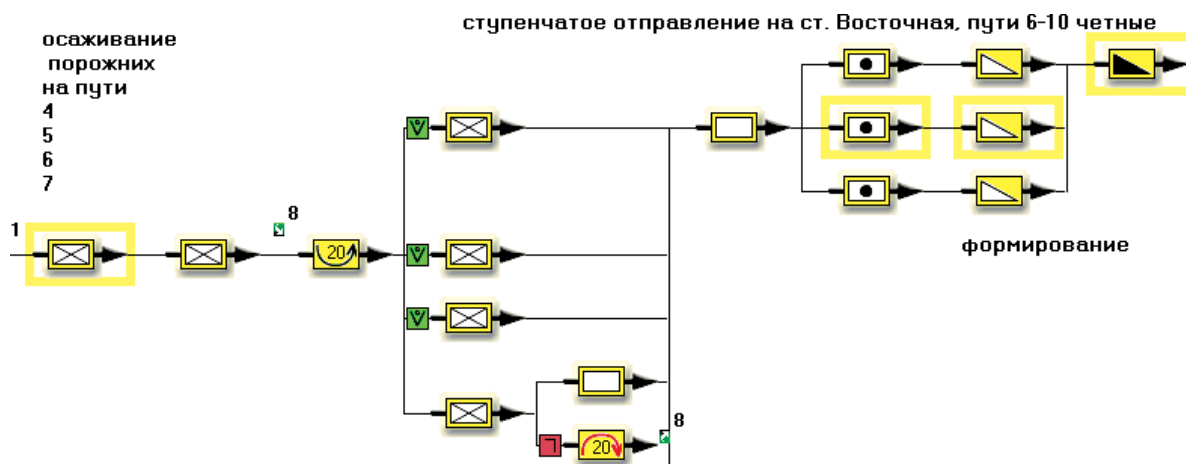 ступенчатое отправление на ст. Восточная, пути 6-10 четные
осаживание
порожних
на пути
4
5
6
7
1
8
20
формирование
8
20